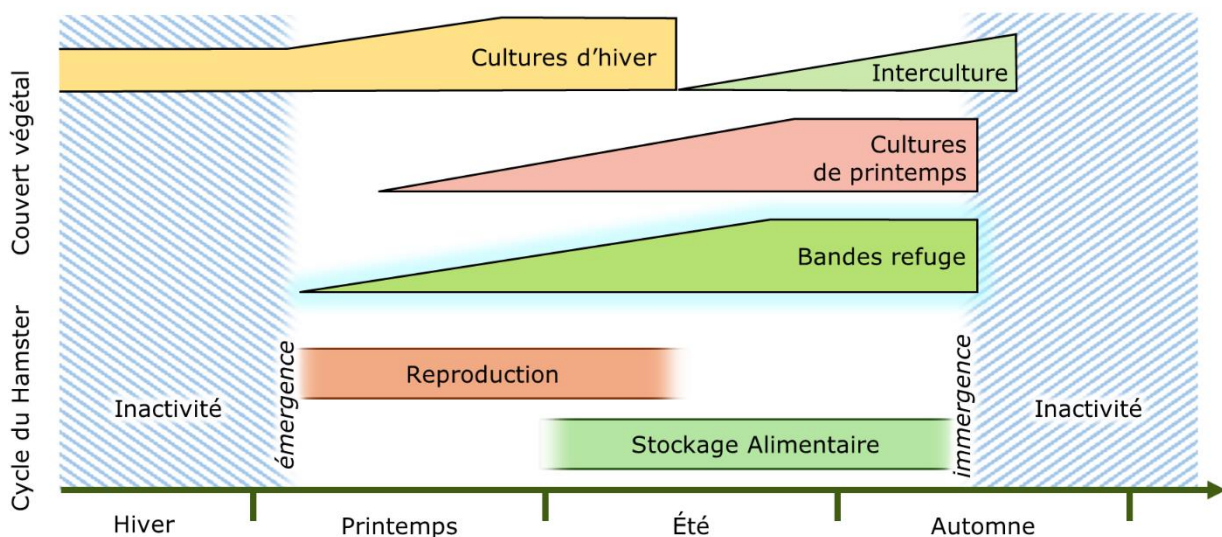 Couvert végétal
Cultures d'hiver
Interculture
Cultures
de printemps
Bandes refuge
Cycle du Hamster
Inactivité
émergence
Reproduction
Stockage Alimentaire
immergence
Inactivité
Hiver
Printemps
Été
Automne